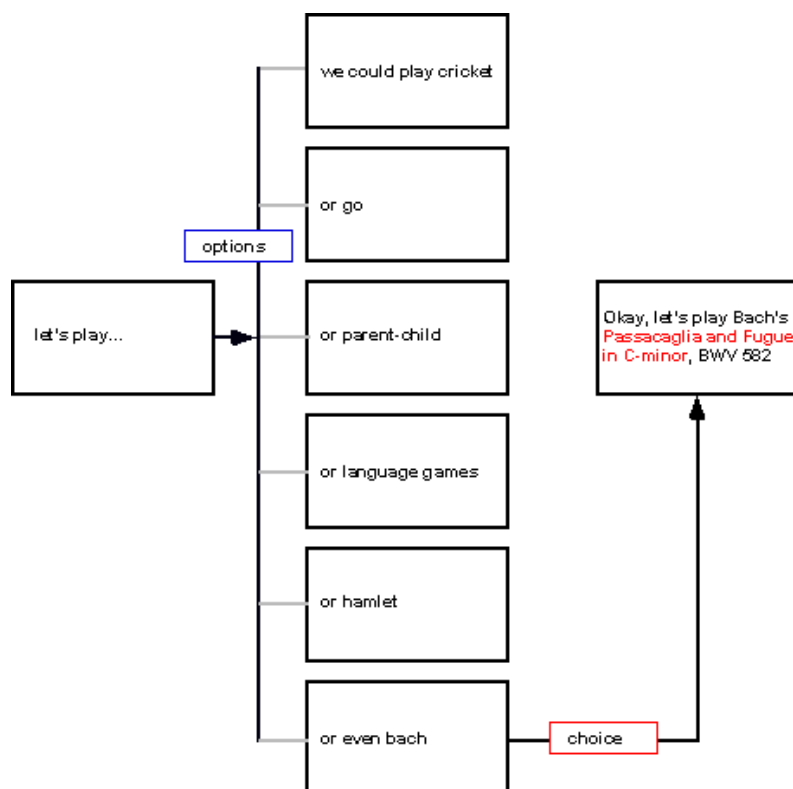 we could play cricket
or go
options
let's play...
or parent-child
Okay, let's play Bach's
Passacaglia and Fugue
in C-minor, BWV 582
or language games
or hamlet
or even bach
choice